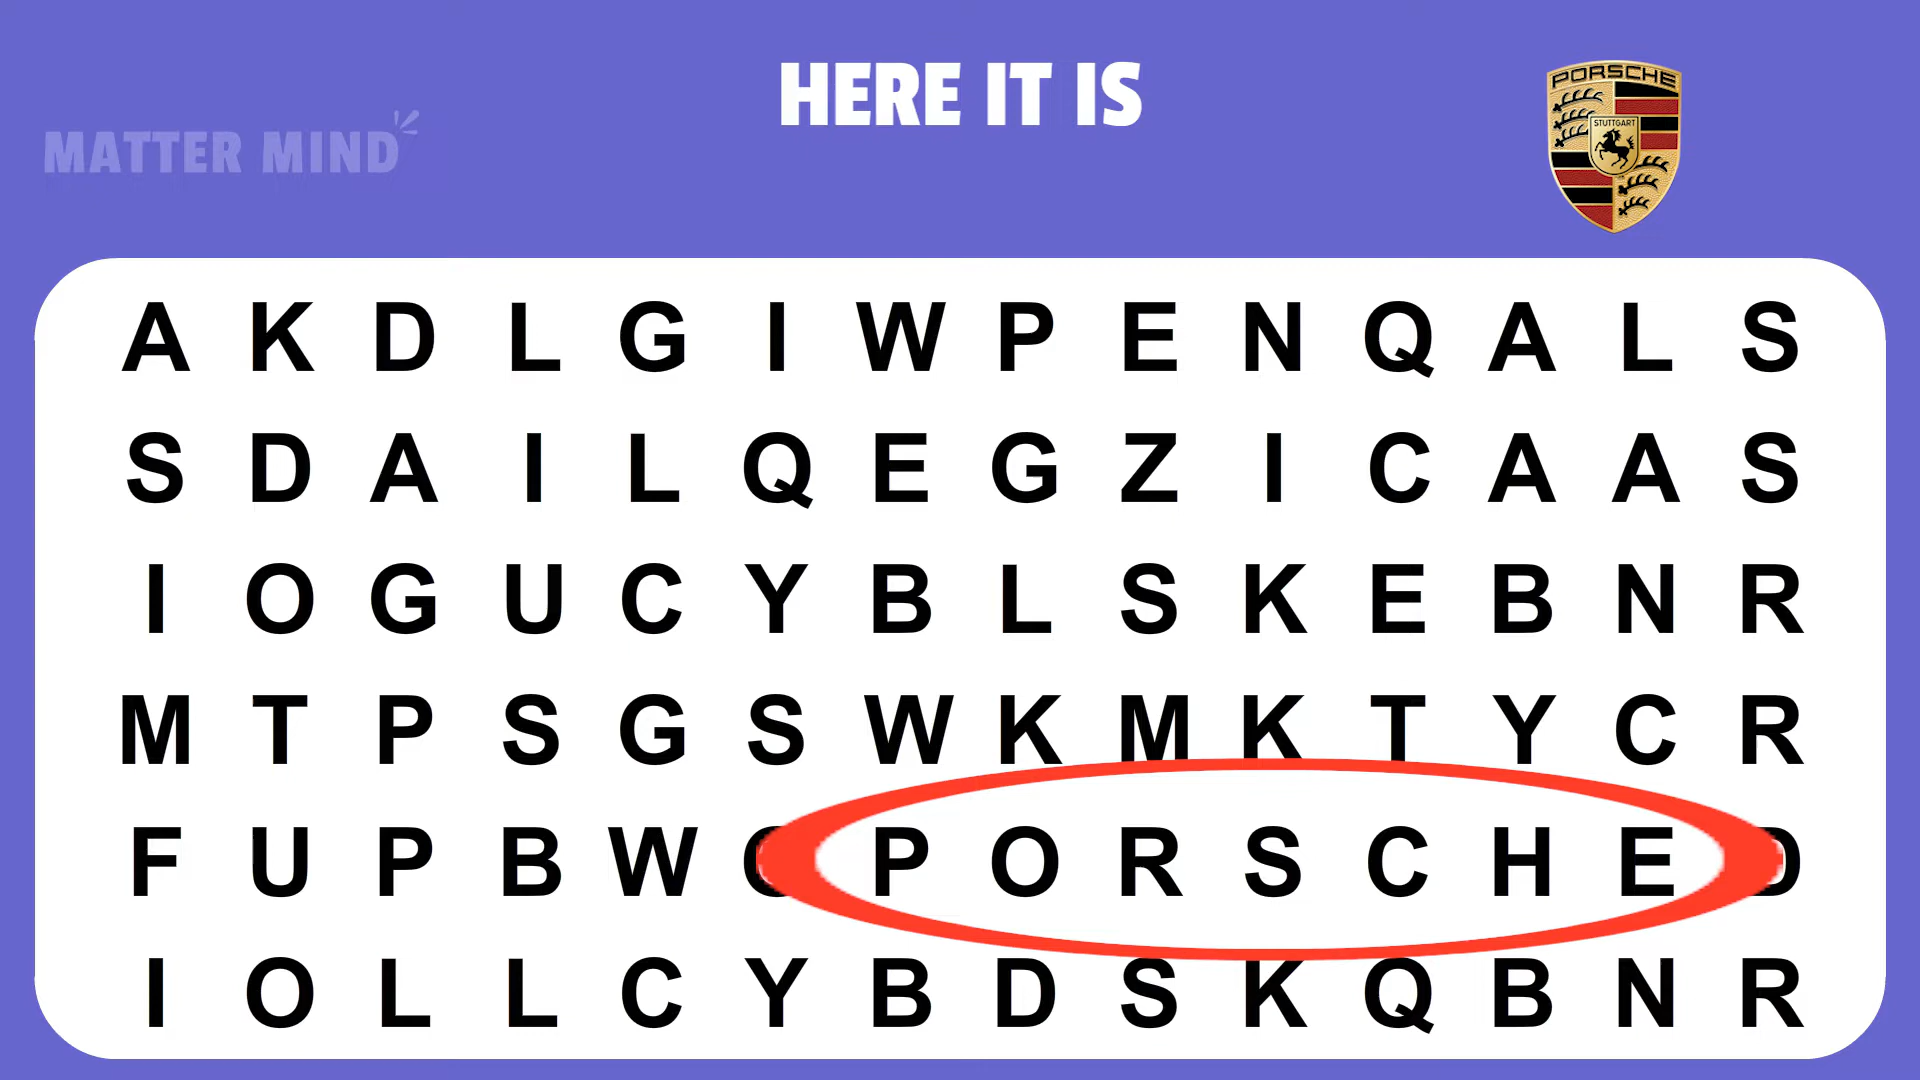 HERE IT IS
MATTER MIND
PORSCHE
STUTTGART
A K D L G I W P E N Q A L S
S D A I L Q E G Z I C A A S
I O G U C Y B L S K E B N R
M T P S G S W K M K T Y C R
F U P B W P O R S C H E D
I O L L C Y B D S K Q B N R